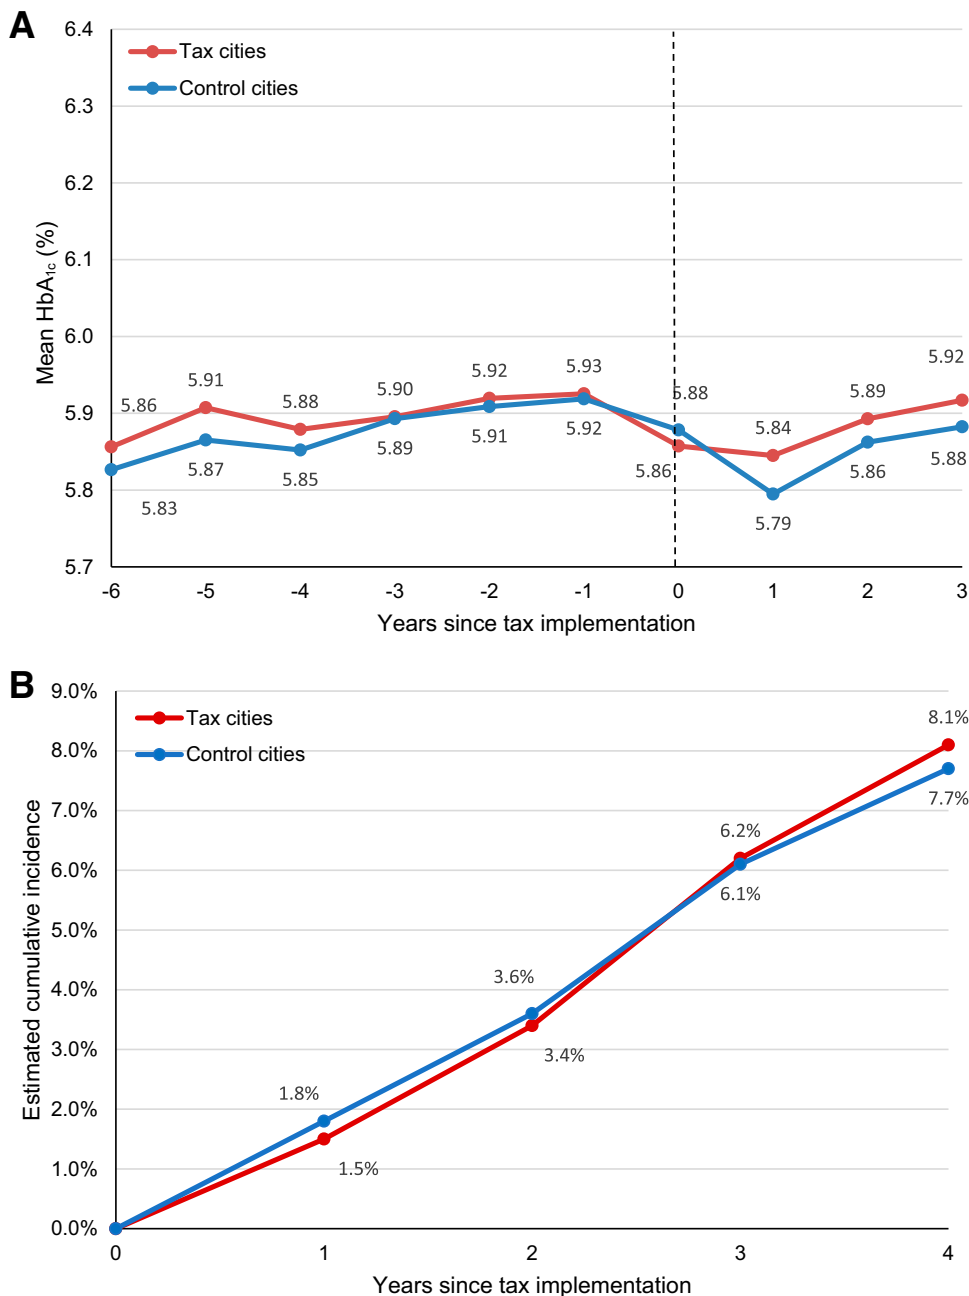 A
6.4
Tax cities
Control cities
6.3
6.2
6.1
6.0
5.9
5.8
5.7
Mean HbA1c (%)
5.86 5.91 5.88 5.90 5.92 5.93 5.88 5.84 5.89 5.92
5.83 5.87 5.85 5.89 5.91 5.92 5.86 5.79 5.86 5.88
-6 -5 -4 -3 -2 -1 0 1 2 3
Years since tax implementation
B
9.0%
Tax cities
Control cities
8.0%
7.0%
6.0%
5.0%
4.0%
3.0%
2.0%
1.0%
0.0%
Estimated cumulative incidence
8.1%
7.7%
6.2%
6.1%
3.6%
3.4%
1.8%
1.5%
0 1 2 3 4
Years since tax implementation